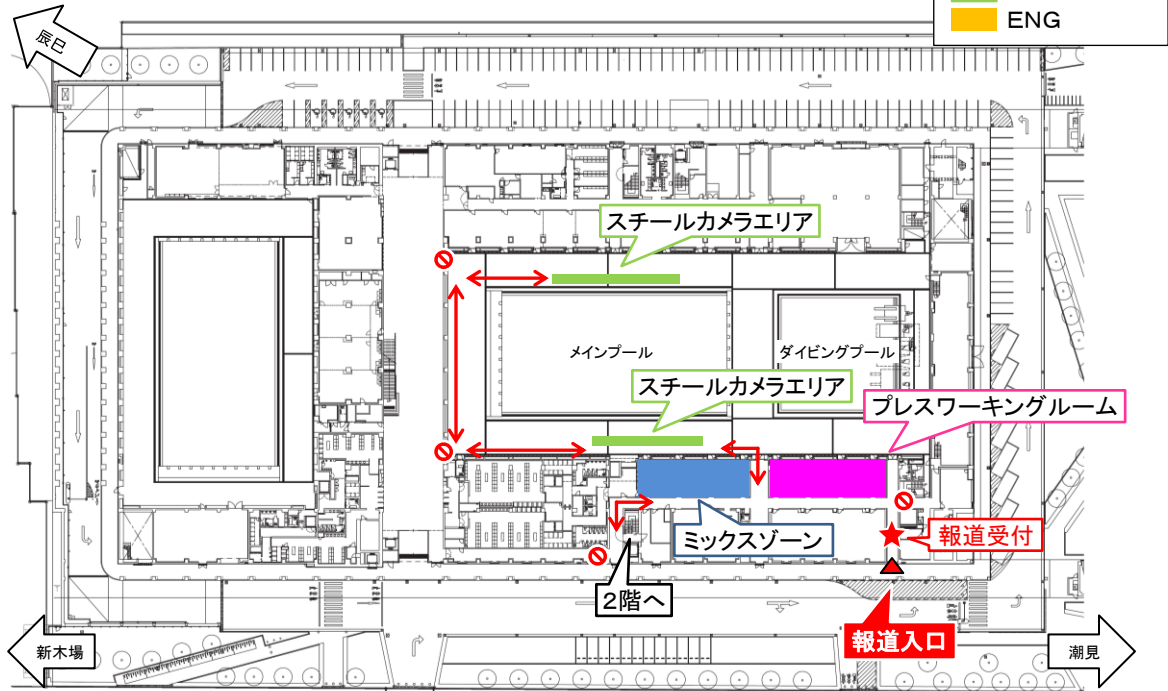 ENG
辰巳
スチールカメラエリア
メインプール
ダイビングプール
スチールカメラエリア
プレスワーキングルーム
ミックスゾーン
報道受付
2階へ
報道入口
新木場
潮見